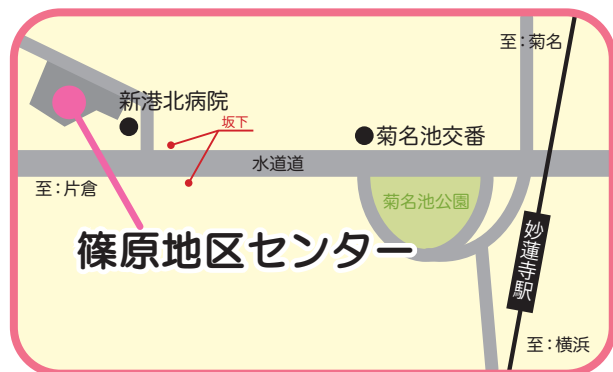 至:菊名
新港北病院
坂下
菊名池交番
水道道
至:片倉
菊名池公園
篠原地区センター
妙蓮寺駅
至:横浜